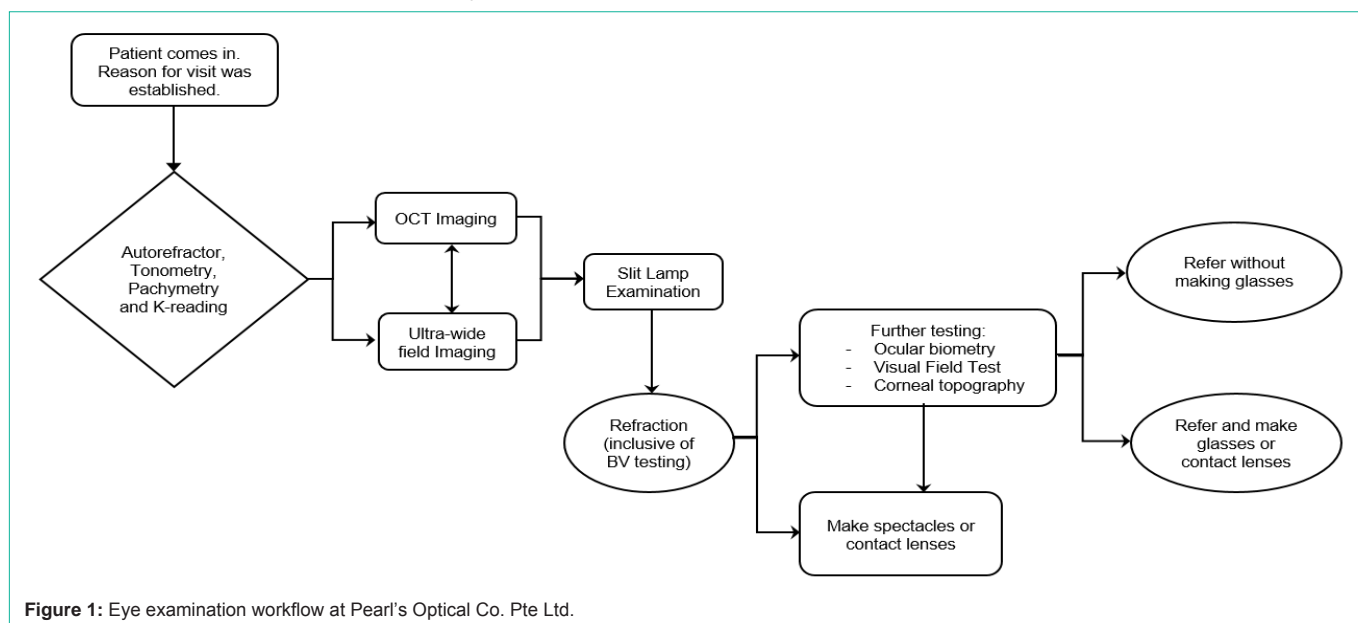 Patient comes in.
Reason for visit was
established.
Autorefractor,
Tonometry,
Pachymetry
and K-reading
OCT Imaging
Ultra-wide
field Imaging
Slit Lamp
Examination
Refraction
(inclusive of
BV testing)
Further testing:
- Ocular biometry
- Visual Field Test
- Corneal topography
Make spectacles or
contact lenses
Refer without
making glasses
Refer and make
glasses or
contact lenses
Figure 1: Eye examination workflow at Pearl's Optical Co. Pte Ltd.